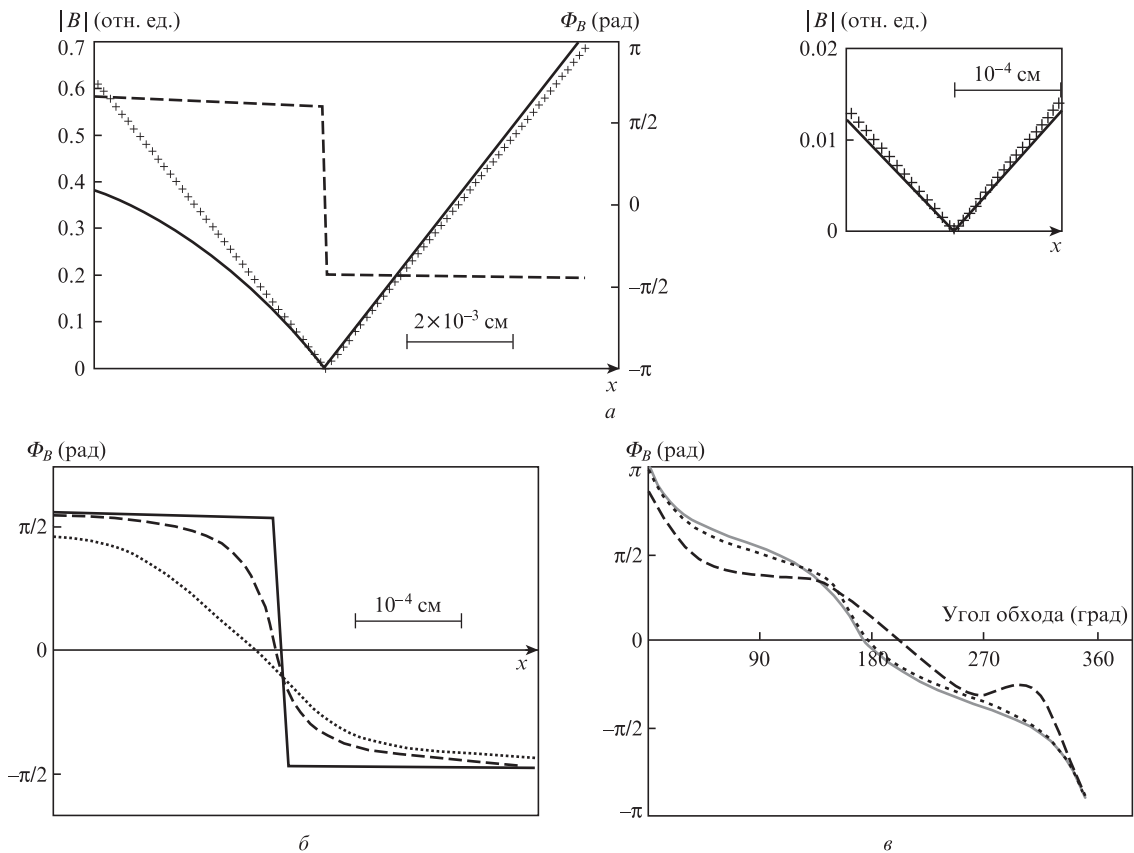 |B| (отн. ед.)
Φ_B (рад)
0.7
0.6
0.5
0.4
0.3
0.2
0.1
0
π
π/2
0
–π/2
–π
2×10⁻³ см
x
|B| (отн. ед.)
0.02
0.01
0
10⁻⁴ см
x
а
Φ_B (рад)
π/2
0
–π/2
10⁻⁴ см
x
б
Φ_B (рад)
π
π/2
0
–π/2
–π
Угол обхода (град)
90 180 270 360
в